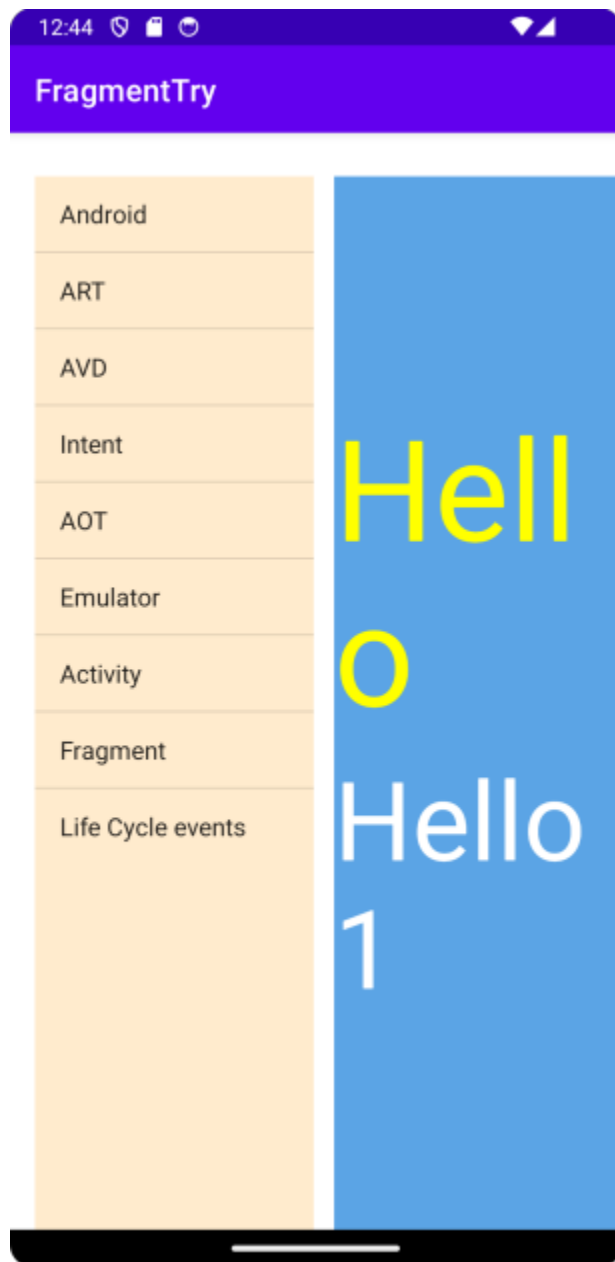 12:44
FragmentTry
Android
ART
AVD
Intent
AOT
Emulator
Activity
Fragment
Life Cycle events
Hell
o
Hello
1